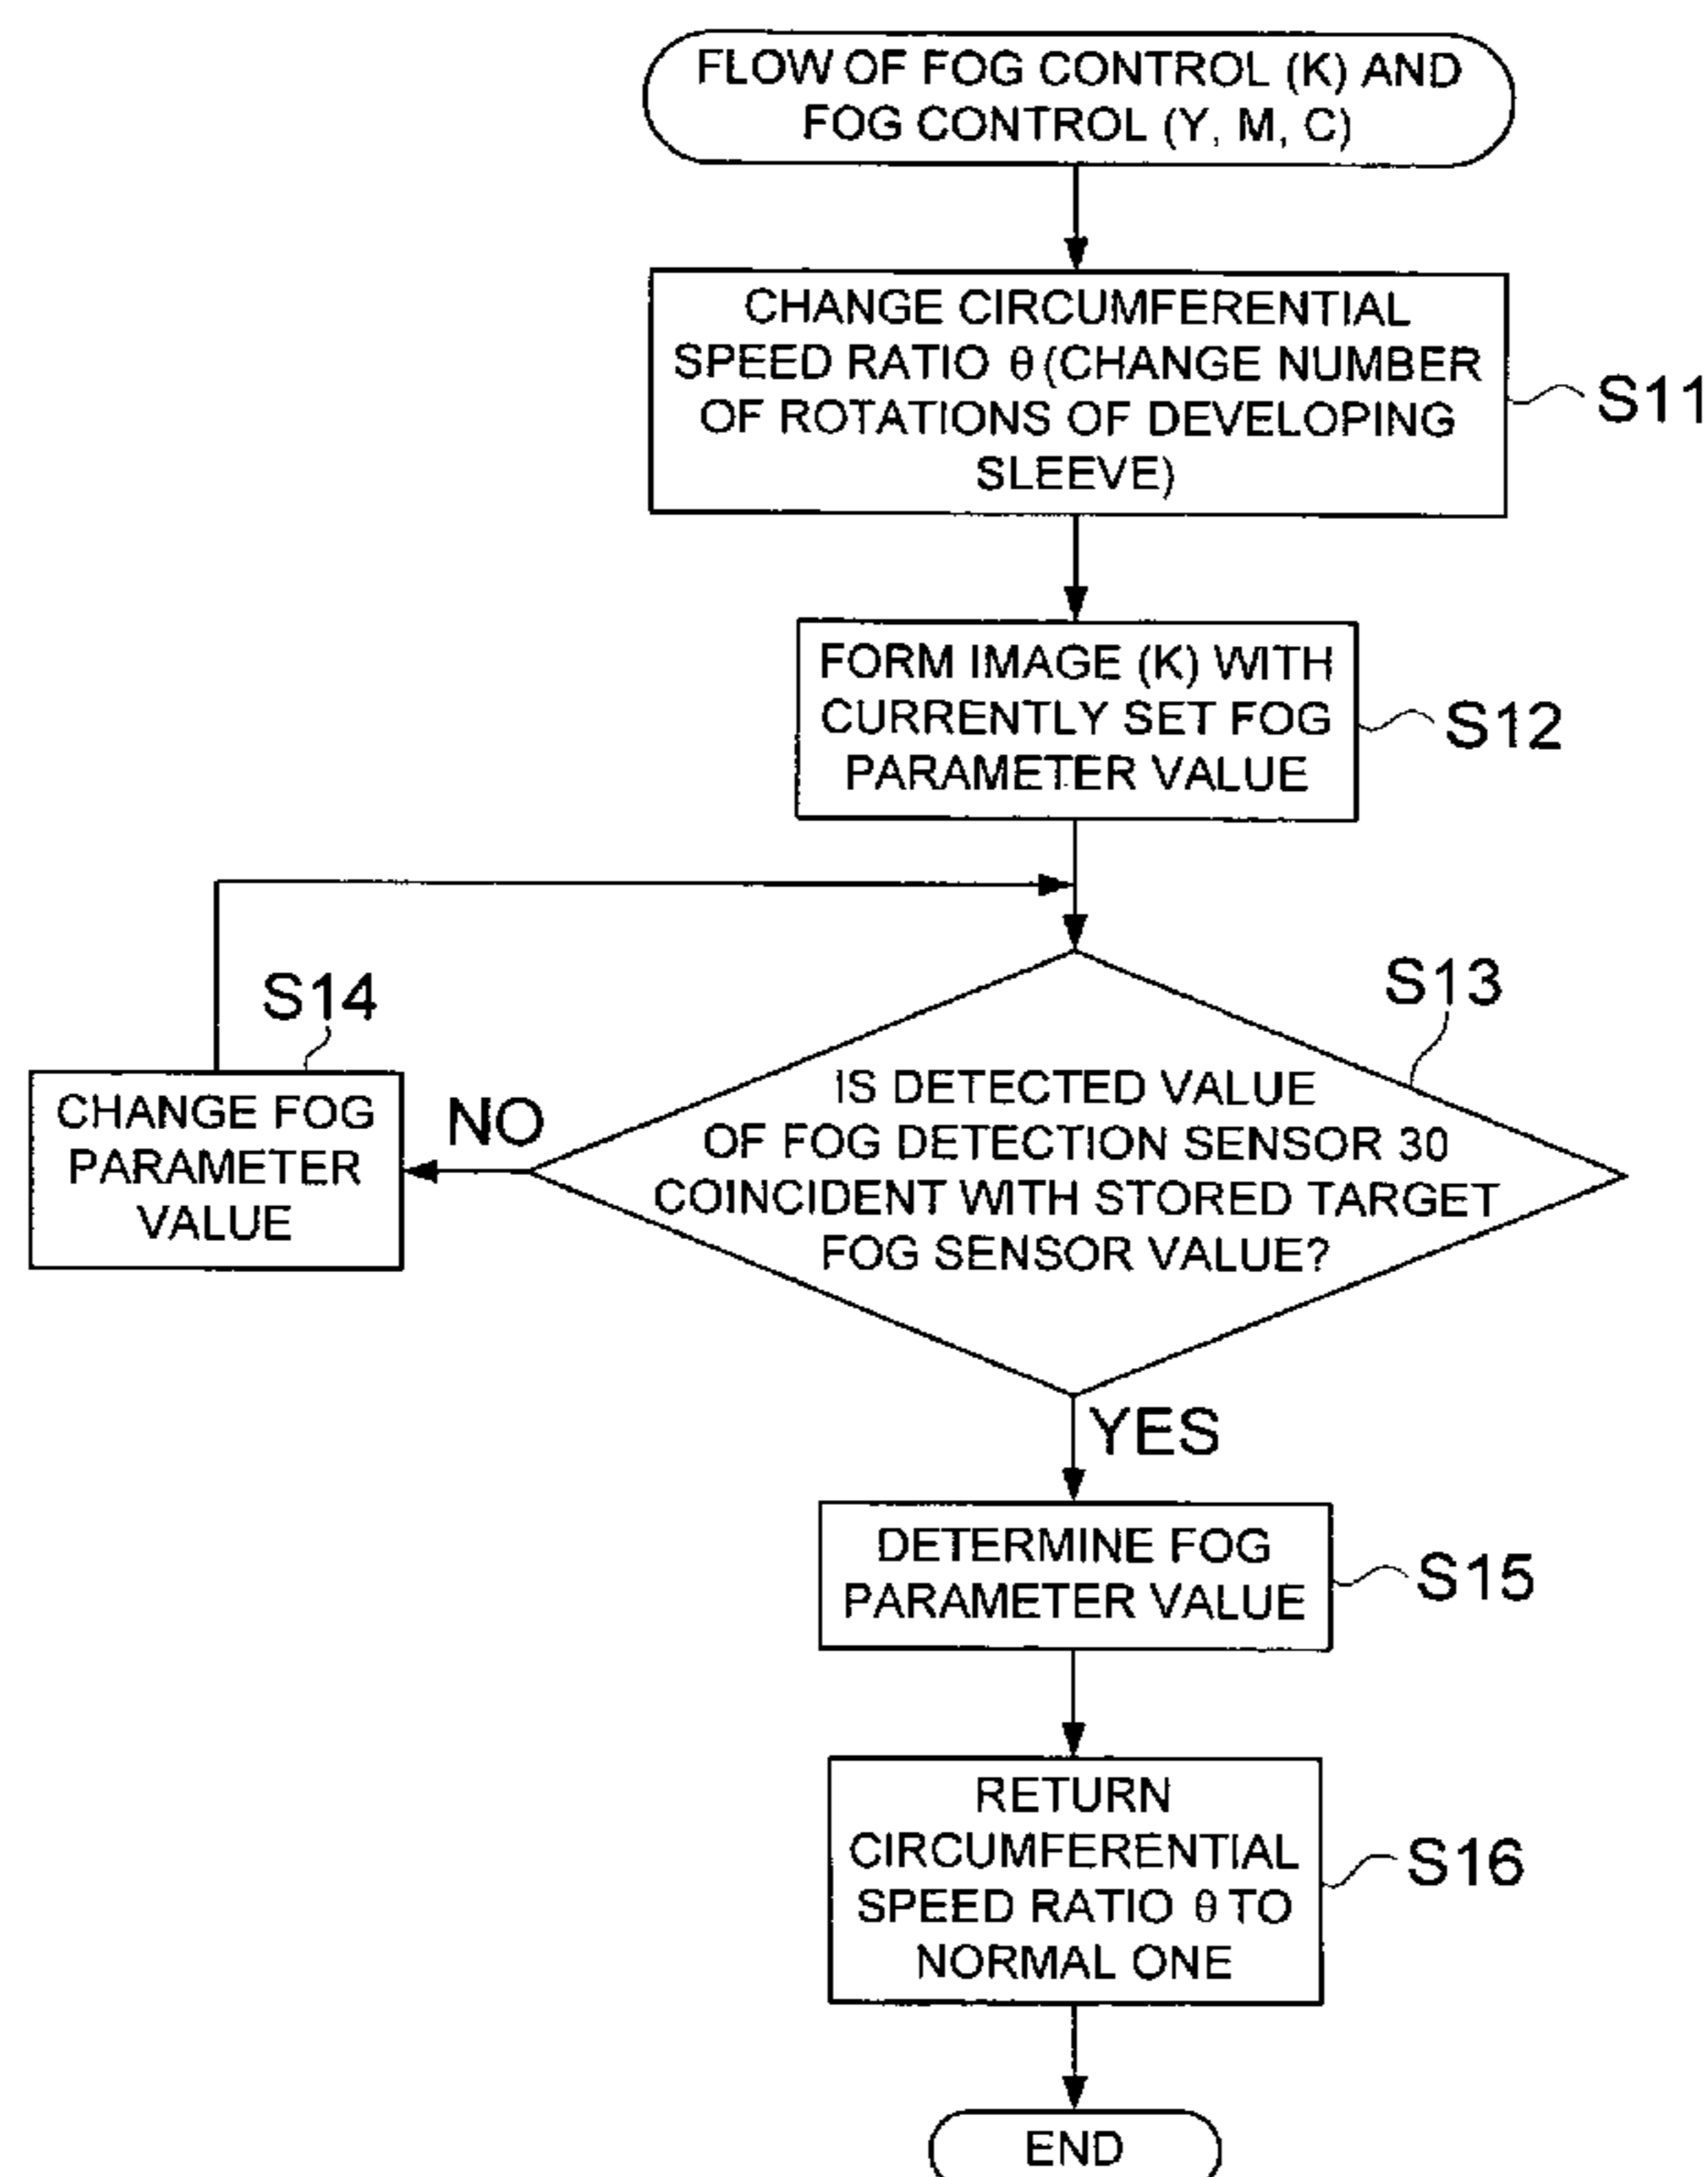 FLOW OF FOG CONTROL (K) AND
FOG CONTROL (Y, M, C)
CHANGE CIRCUMFERENTIAL
SPEED RATIO θ (CHANGE NUMBER
OF ROTATIONS OF DEVELOPING
SLEEVE)
S11
FORM IMAGE (K) WITH
CURRENTLY SET FOG
PARAMETER VALUE
S12
S14
CHANGE FOG
PARAMETER
VALUE
NO
S13
IS DETECTED VALUE
OF FOG DETECTION SENSOR 30
COINCIDENT WITH STORED TARGET
FOG SENSOR VALUE?
YES
DETERMINE FOG
PARAMETER VALUE
S15
RETURN
CIRCUMFERENTIAL
SPEED RATIO θ TO
NORMAL ONE
S16
END